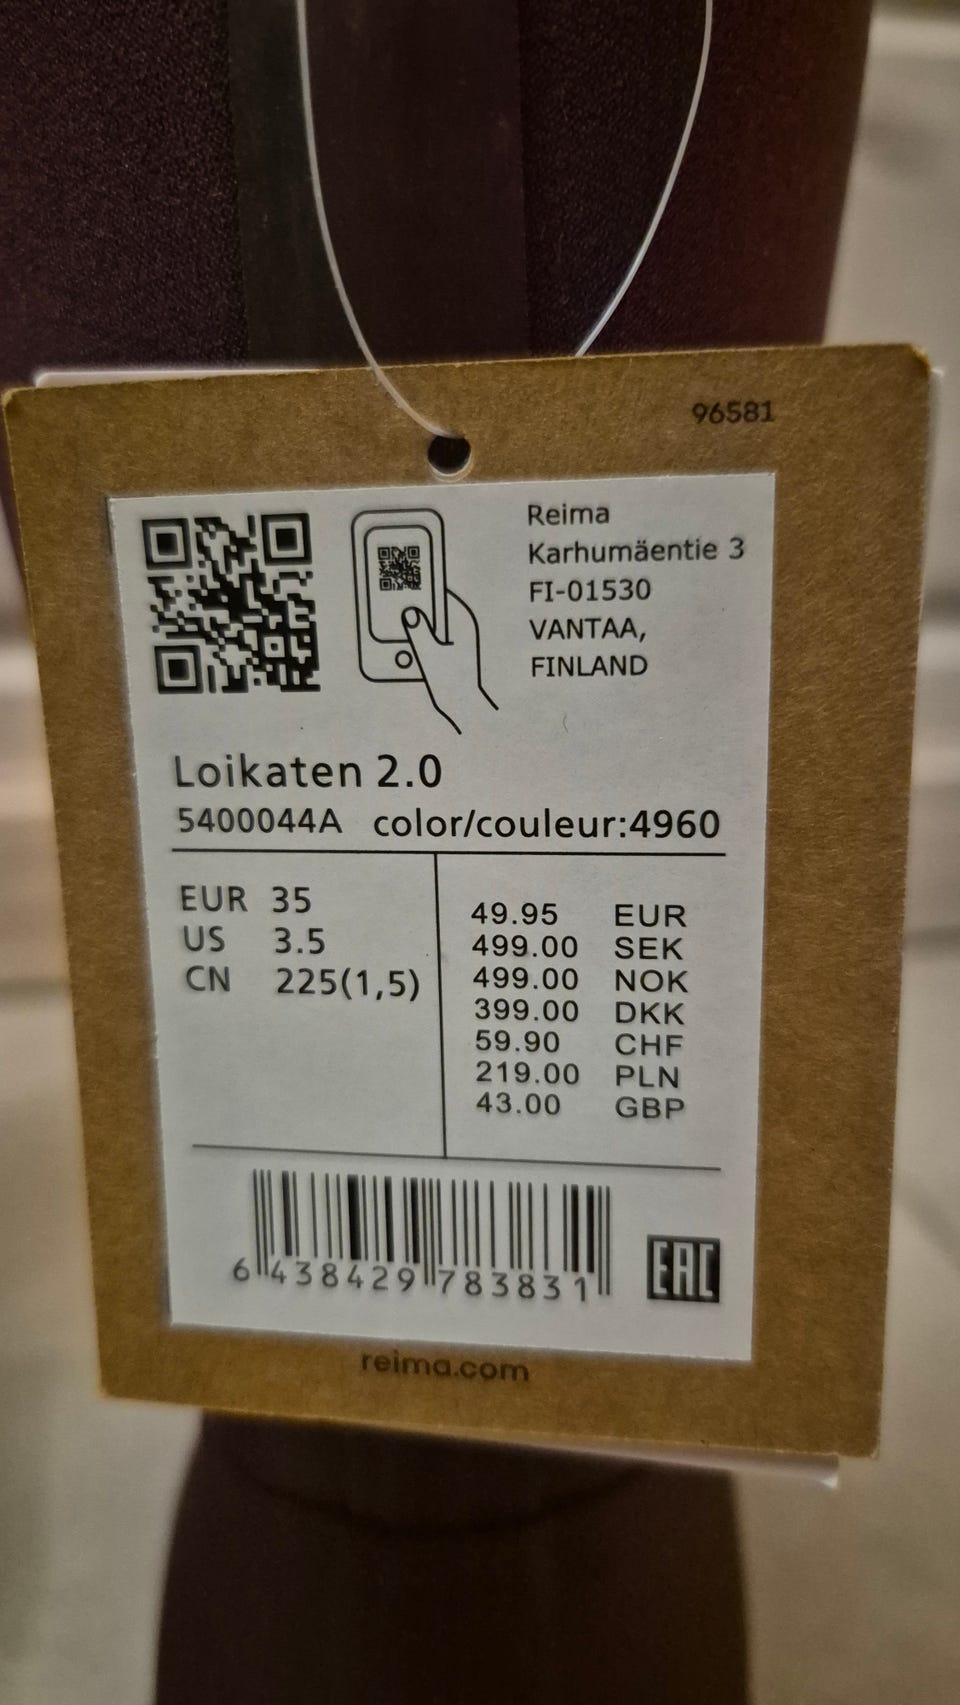 96581
Reima
Karhumäentie 3
FI-01530
VANTAA,
FINLAND
Loikaten 2.0
5400044A color/couleur:4960
EUR 35
US 3.5
CN 225(1,5)
49.95 EUR
499.00 SEK
499.00 NOK
399.00 DKK
59.90 CHF
219.00 PLN
43.00 GBP
6 438429 783831
EAC
reima.com